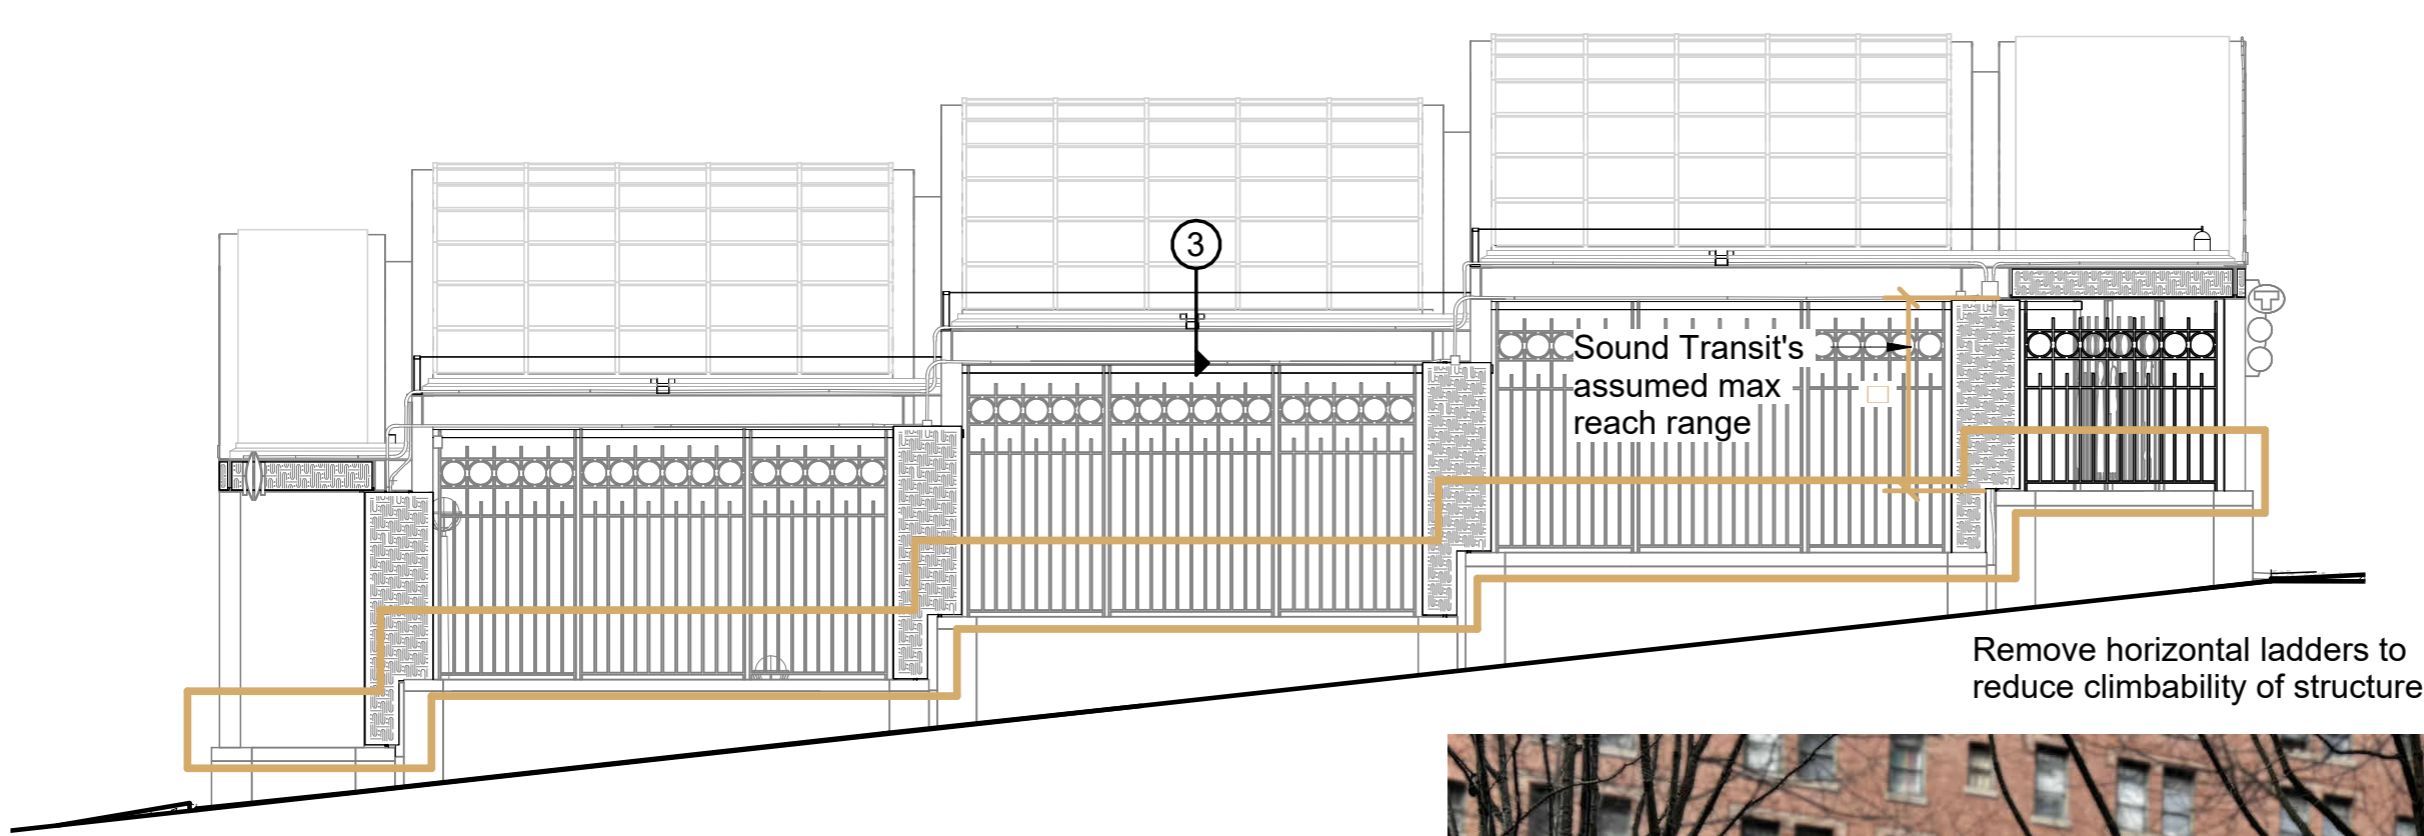 3
Sound Transit's
assumed max
reach range
T
Remove horizontal ladders to
reduce climbability of structure